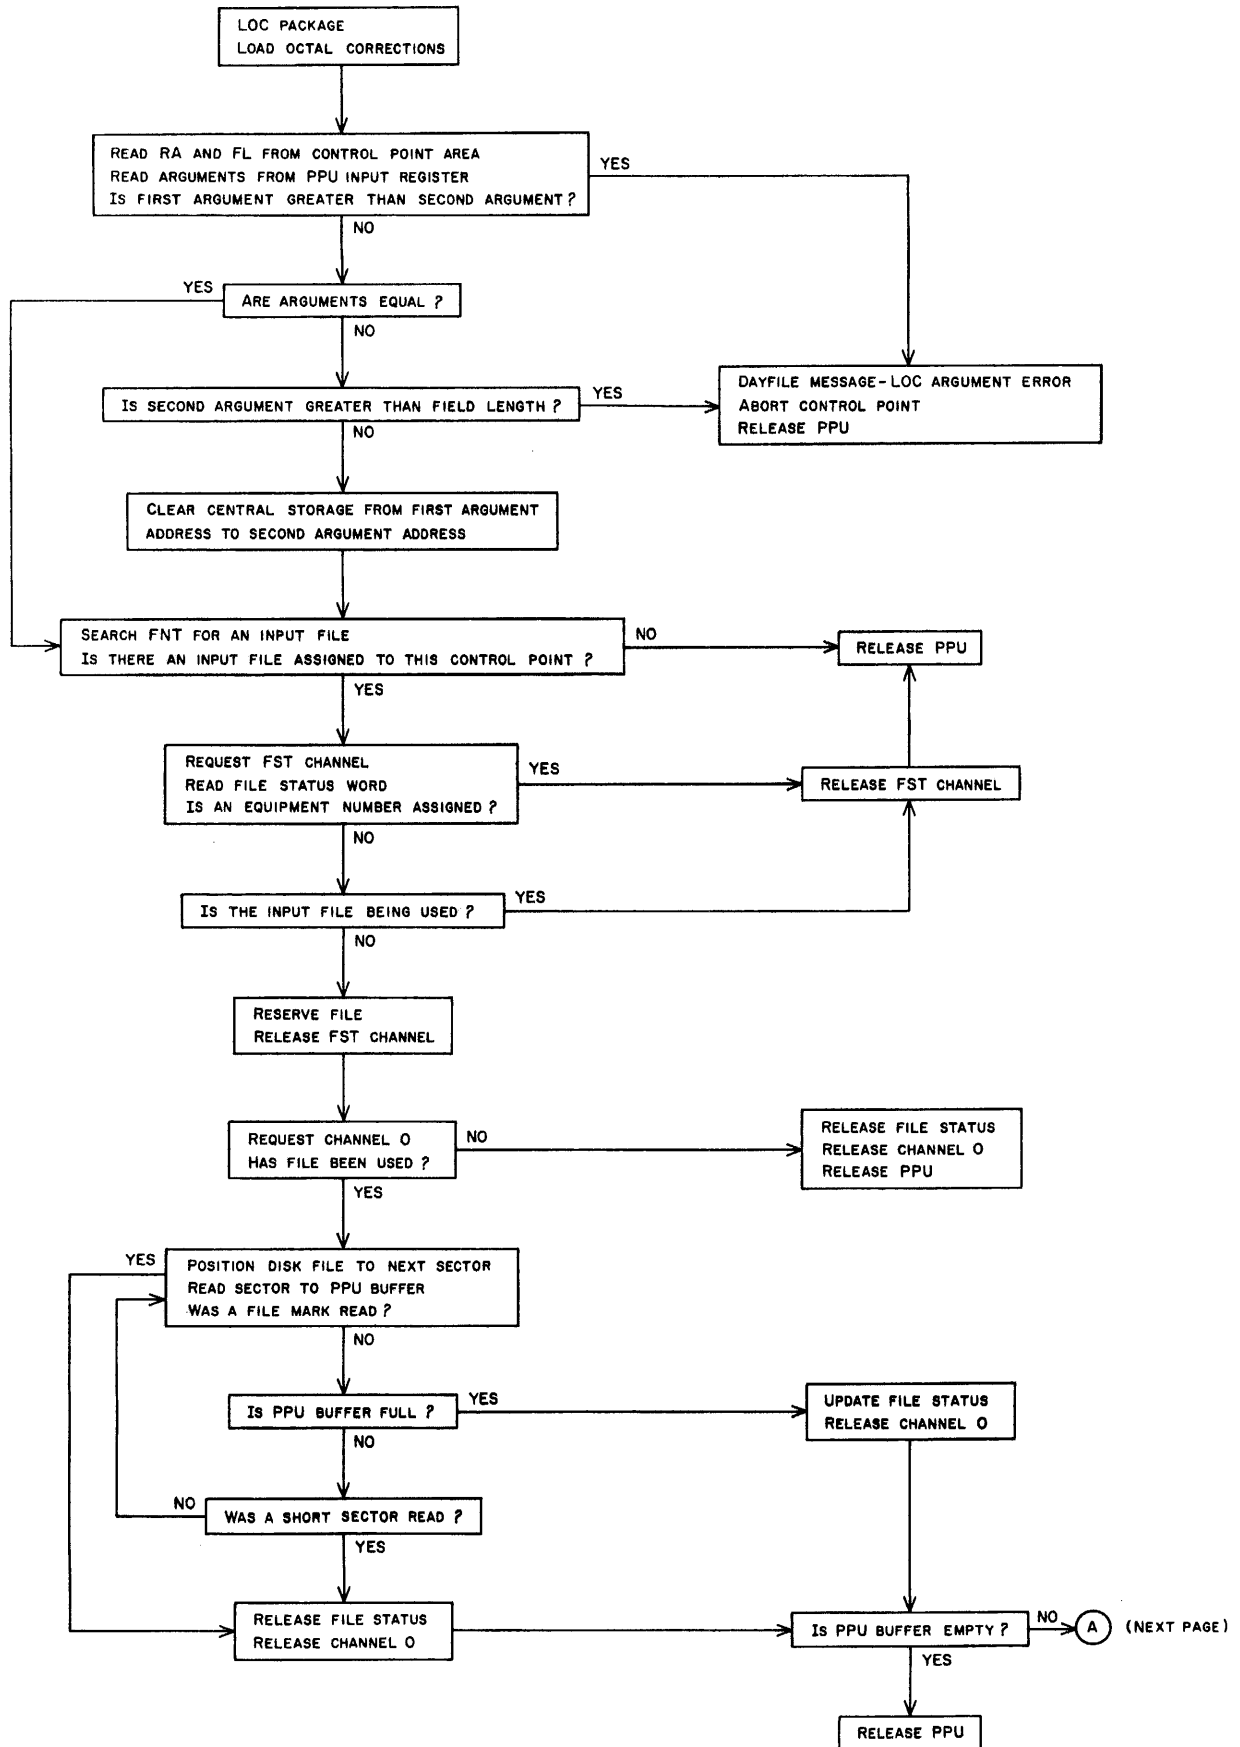 LOC PACKAGE
LOAD OCTAL CORRECTIONS
READ RA AND FL FROM CONTROL POINT AREA
READ ARGUMENTS FROM PPU INPUT REGISTER
IS FIRST ARGUMENT GREATER THAN SECOND ARGUMENT ?
YES
NO
YES
ARE ARGUMENTS EQUAL ?
NO
IS SECOND ARGUMENT GREATER THAN FIELD LENGTH ?
YES
NO
DAYFILE MESSAGE - LOC ARGUMENT ERROR
ABORT CONTROL POINT
RELEASE PPU
CLEAR CENTRAL STORAGE FROM FIRST ARGUMENT
ADDRESS TO SECOND ARGUMENT ADDRESS
SEARCH FNT FOR AN INPUT FILE
IS THERE AN INPUT FILE ASSIGNED TO THIS CONTROL POINT ?
NO
RELEASE PPU
YES
REQUEST FST CHANNEL
READ FILE STATUS WORD
IS AN EQUIPMENT NUMBER ASSIGNED ?
YES
RELEASE FST CHANNEL
NO
IS THE INPUT FILE BEING USED ?
YES
NO
RESERVE FILE
RELEASE FST CHANNEL
REQUEST CHANNEL 0
HAS FILE BEEN USED ?
NO
RELEASE FILE STATUS
RELEASE CHANNEL 0
RELEASE PPU
YES
YES
POSITION DISK FILE TO NEXT SECTOR
READ SECTOR TO PPU BUFFER
WAS A FILE MARK READ ?
NO
IS PPU BUFFER FULL ?
YES
UPDATE FILE STATUS
RELEASE CHANNEL 0
NO
NO
WAS A SHORT SECTOR READ ?
YES
RELEASE FILE STATUS
RELEASE CHANNEL 0
IS PPU BUFFER EMPTY ?
NO
A
(NEXT PAGE)
YES
RELEASE PPU